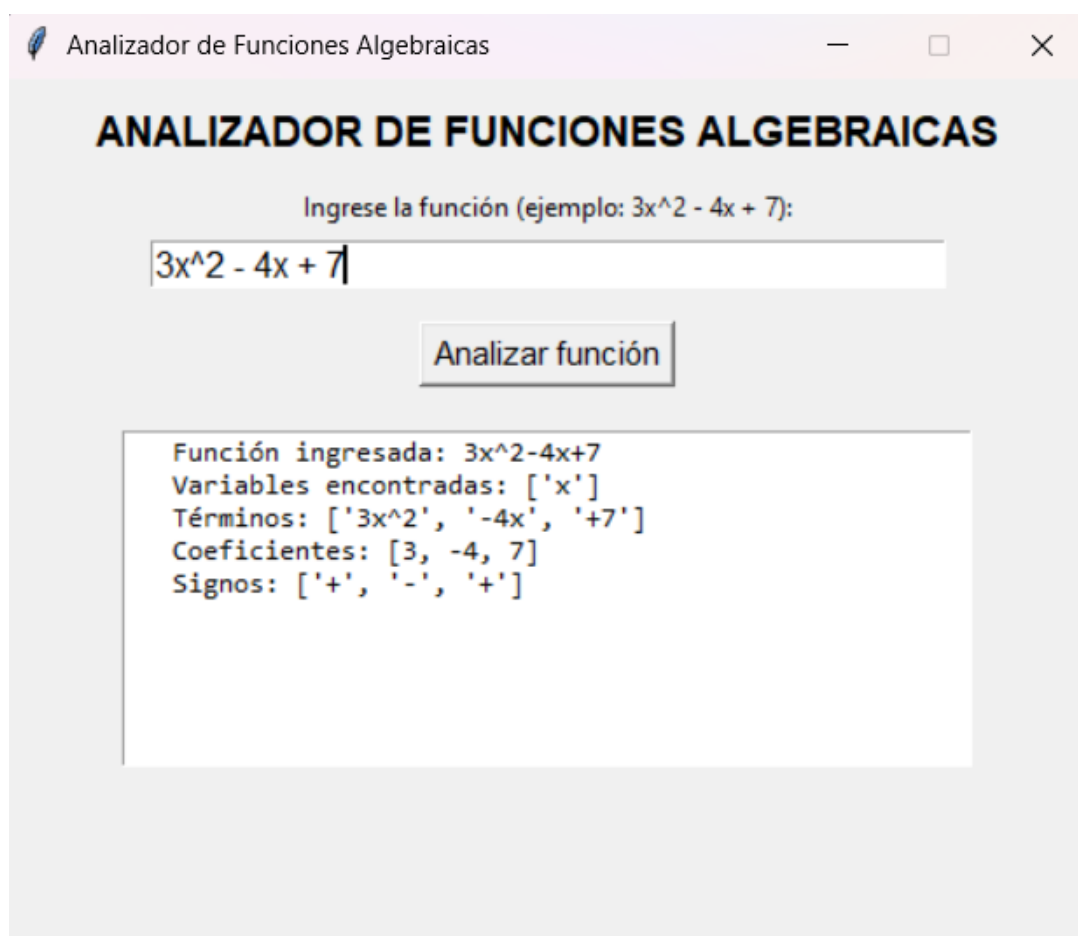 Analizador de Funciones Algebraicas
ANALIZADOR DE FUNCIONES ALGEBRAICAS
Ingrese la función (ejemplo: 3x^2 - 4x + 7):
3x^2 - 4x + 7
Analizar función
Función ingresada: 3x^2-4x+7
Variables encontradas: ['x']
Términos: ['3x^2', '-4x', '+7']
Coeficientes: [3, -4, 7]
Signos: ['+', '-', '+']